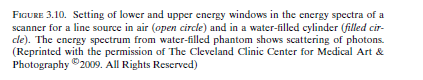 FIGURE 3.10. Setting of lower and upper energy windows in the energy spectra of a
scanner for a line source in air (open circle) and in a water-filled cylinder (filled cir-
cle). The energy spectrum from water-filled phantom shows scattering of photons.
(Reprinted with the permission of The Cleveland Clinic Center for Medical Art &
Photography ©2009. All Rights Reserved)